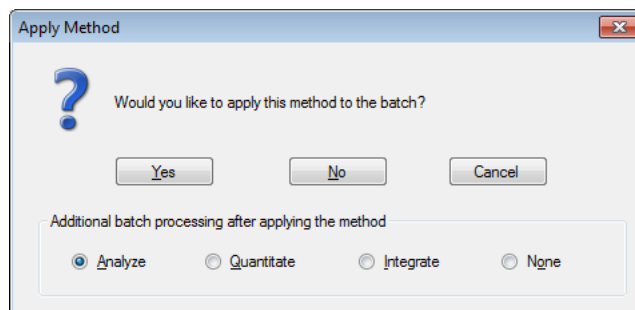 Apply Method
Would you like to apply this method to the batch?
Yes No Cancel
Additional batch processing after applying the method
Analyze Quantitate Integrate None